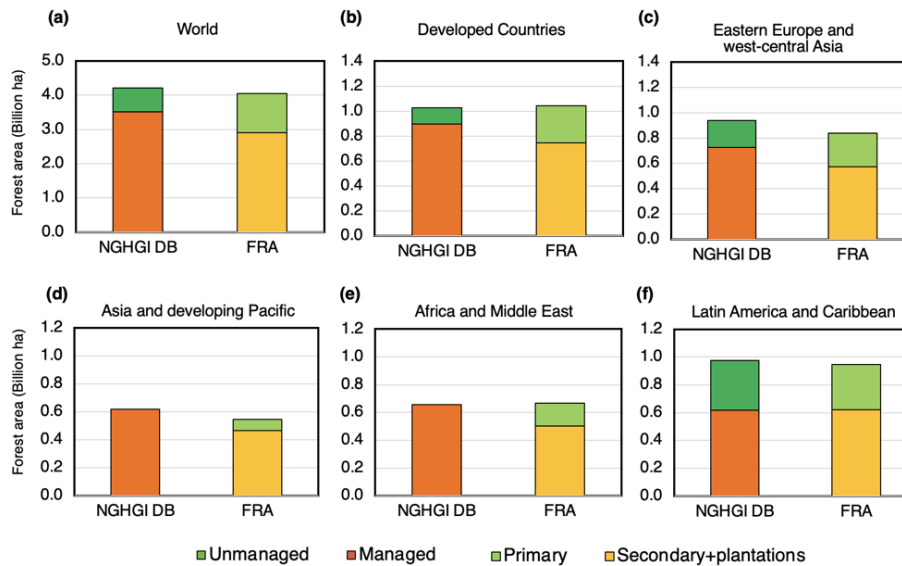 (a)
World
Forest area (Billion ha)
5.0
4.0
3.0
2.0
1.0
0.0
NGHGI DB
FRA
(b)
Developed Countries
1.4
1.2
1.0
0.8
0.6
0.4
0.2
0.0
NGHGI DB
FRA
(c)
Eastern Europe and
west-central Asia
1.4
1.2
1.0
0.8
0.6
0.4
0.2
0.0
NGHGI DB
FRA
(d)
Asia and developing Pacific
Forest area (Billion ha)
1.2
1.0
0.8
0.6
0.4
0.2
0.0
NGHGI DB
FRA
(e)
Africa and Middle East
1.2
1.0
0.8
0.6
0.4
0.2
0.0
NGHGI DB
FRA
(f)
Latin America and Caribbean
1.2
1.0
0.8
0.6
0.4
0.2
0.0
NGHGI DB
FRA
Unmanaged
Managed
Primary
Secondary+plantations